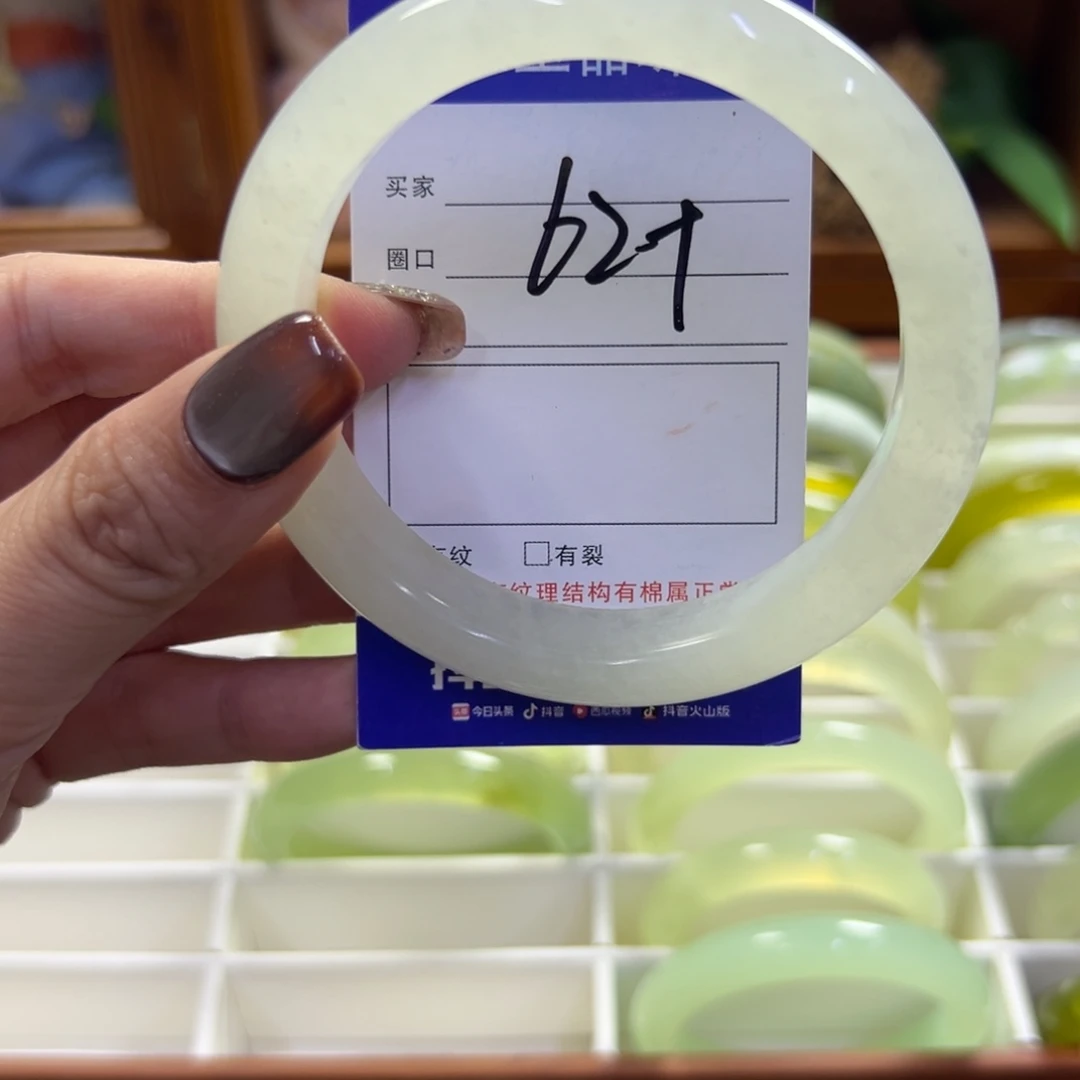 买家
圈口
62+
纹 □有裂
纹理结构有棉属正常
今日头条 抖音 西瓜视频 抖音火山版